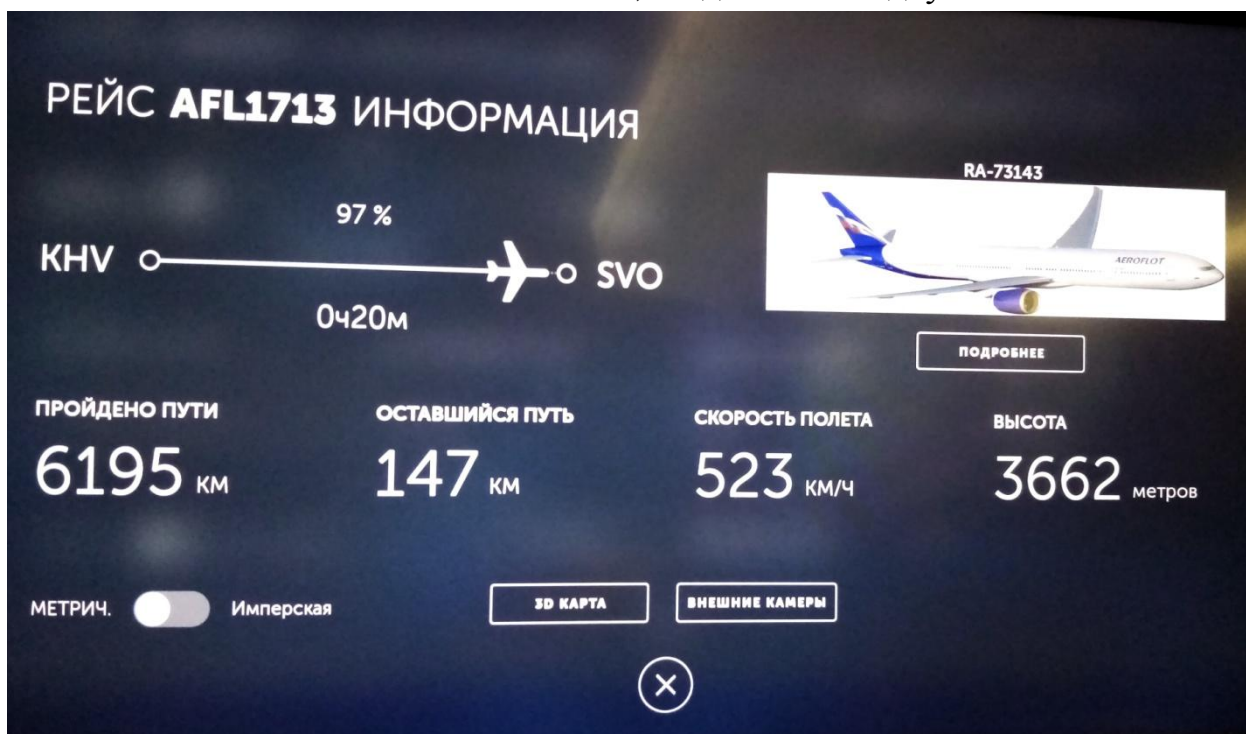 РЕЙС AFL1713 ИНФОРМАЦИЯ
RA-73143
97 %
KHV SVO
AEROFLOT
0ч20м
ПОДРОБНЕЕ
ПРОЙДЕНО ПУТИ ОСТАВШИЙСЯ ПУТЬ СКОРОСТЬ ПОЛЕТА ВЫСОТА
6195 км 147 км 523 км/ч 3662 метров
МЕТРИЧ. Имперская 3D КАРТА ВНЕШНИЕ КАМЕРЫ